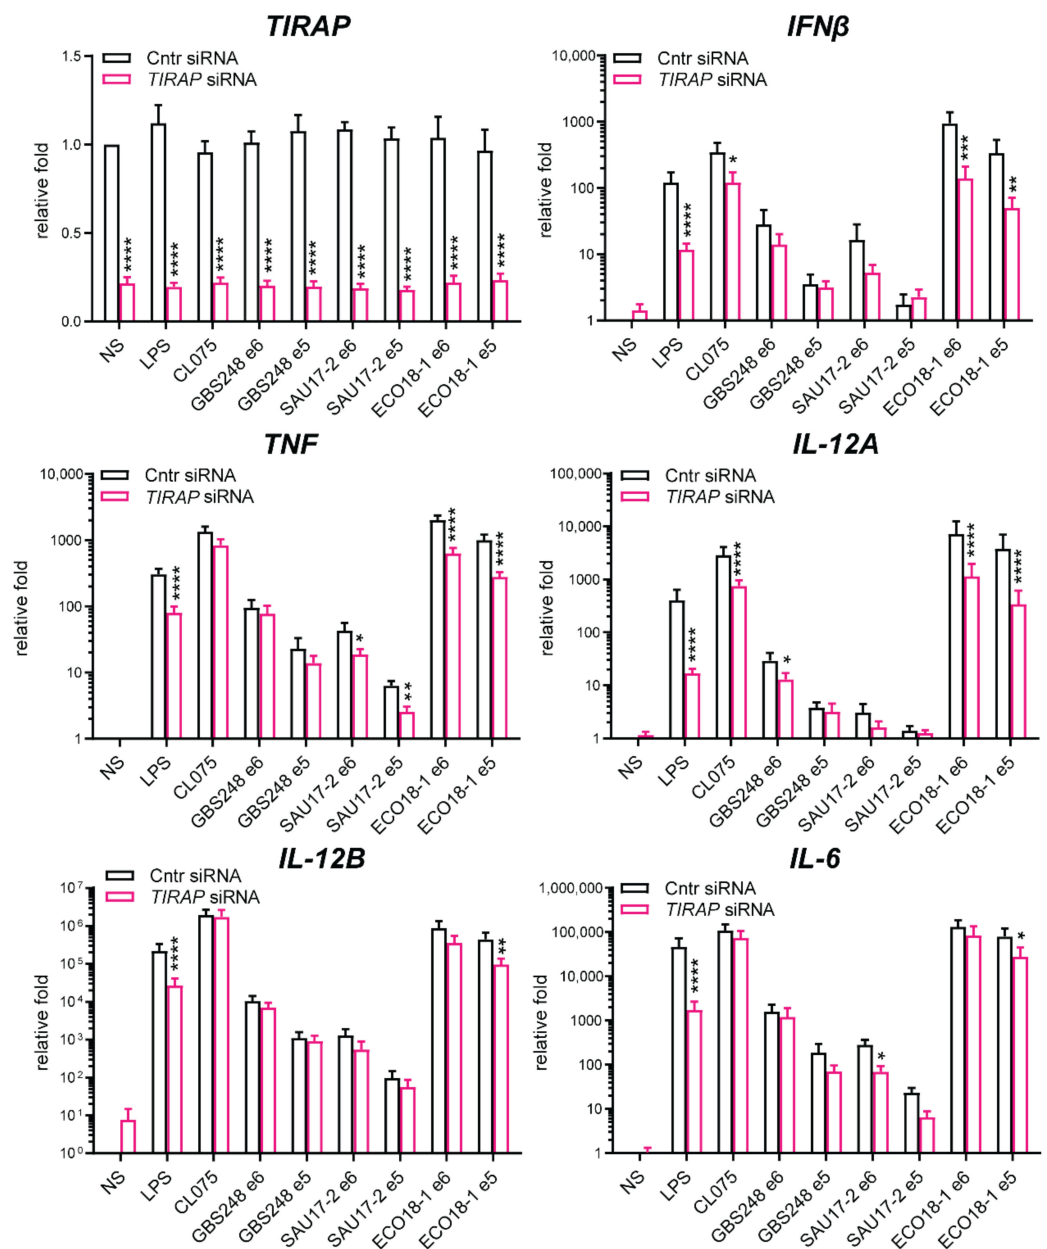 TIRAP
Cntr siRNA
TIRAP siRNA
relative fold
1.5
1.0
0.5
0.0
****
****
****
****
****
****
****
****
****
NS
LPS
CL075
GBS248 e6
GBS248 e5
SAU17-2 e6
SAU17-2 e5
ECO18-1 e6
ECO18-1 e5
IFNβ
Cntr siRNA
TIRAP siRNA
relative fold
10,000
1000
100
10
1
****
*
***
**
NS
LPS
CL075
GBS248 e6
GBS248 e5
SAU17-2 e6
SAU17-2 e5
ECO18-1 e6
ECO18-1 e5
TNF
Cntr siRNA
TIRAP siRNA
relative fold
10,000
1000
100
10
1
****
*
**
****
****
NS
LPS
CL075
GBS248 e6
GBS248 e5
SAU17-2 e6
SAU17-2 e5
ECO18-1 e6
ECO18-1 e5
IL-12A
Cntr siRNA
TIRAP siRNA
relative fold
100,000
10,000
1000
100
10
1
****
****
*
****
****
NS
LPS
CL075
GBS248 e6
GBS248 e5
SAU17-2 e6
SAU17-2 e5
ECO18-1 e6
ECO18-1 e5
IL-12B
Cntr siRNA
TIRAP siRNA
relative fold
10⁷
10⁶
10⁵
10⁴
10³
10²
10¹
10⁰
****
**
NS
LPS
CL075
GBS248 e6
GBS248 e5
SAU17-2 e6
SAU17-2 e5
ECO18-1 e6
ECO18-1 e5
IL-6
Cntr siRNA
TIRAP siRNA
relative fold
1,000,000
100,000
10,000
1000
100
10
1
****
*
*
NS
LPS
CL075
GBS248 e6
GBS248 e5
SAU17-2 e6
SAU17-2 e5
ECO18-1 e6
ECO18-1 e5